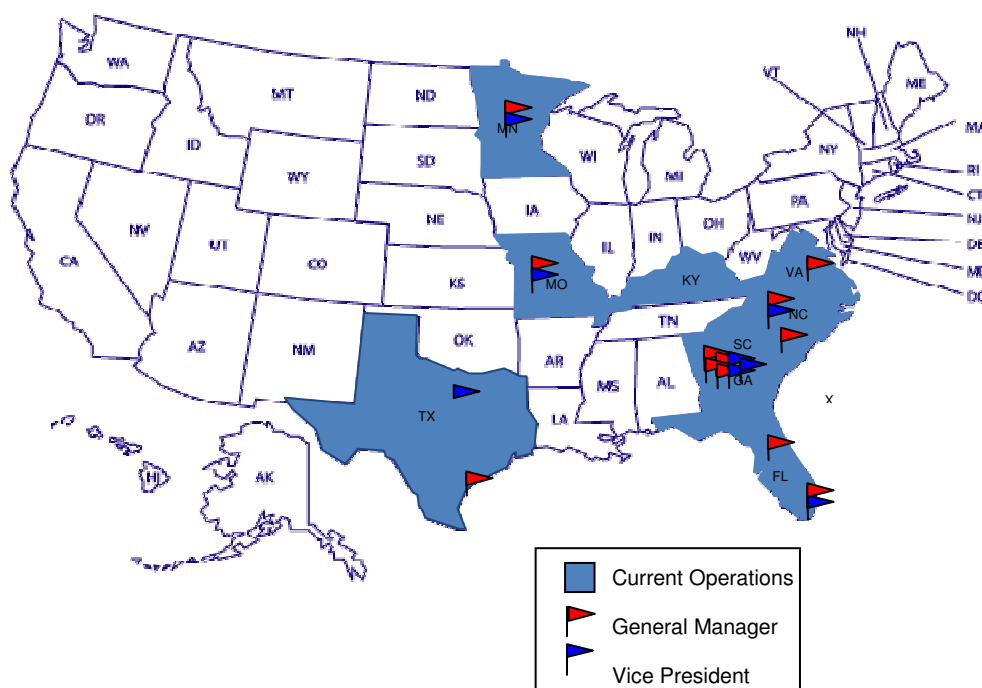 NH
WA
VT
ME
MT
ND
OR
MN
MA
ID
NY
WI
SD
MI
RI
WY
CT
PA
NE
IA
OH
NJ
NV
IL
IN
DE
UT
WV
CA
CO
VA
MD
KS
MO
KY
DC
NC
TN
OK
SC
AZ
NM
AR
GA
MS
AL
X
TX
LA
HI
AK
FL
Current Operations
General Manager
Vice President